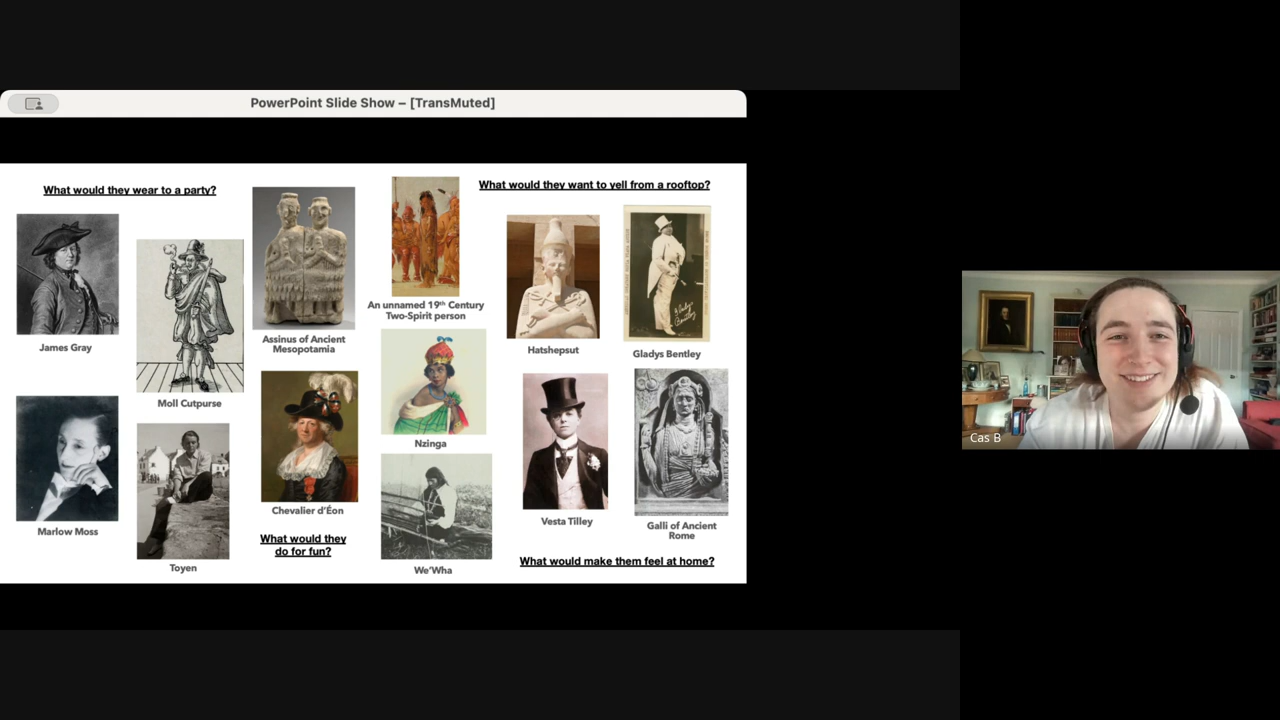 PowerPoint Slide Show – [TransMuted]
What would they wear to a party?
What would they want to yell from a rooftop?
James Gray
Moll Cutpurse
Assinus of Ancient
Mesopotamia
An unnamed 19th Century
Two-Spirit person
Hatshepsut
Gladys Bentley
Marlow Moss
Toyen
Chevalier d'Éon
Nzinga
We'Wha
Vesta Tilley
Galli of Ancient
Rome
What would they
do for fun?
What would make them feel at home?
Gladys
Bentley
Cas B